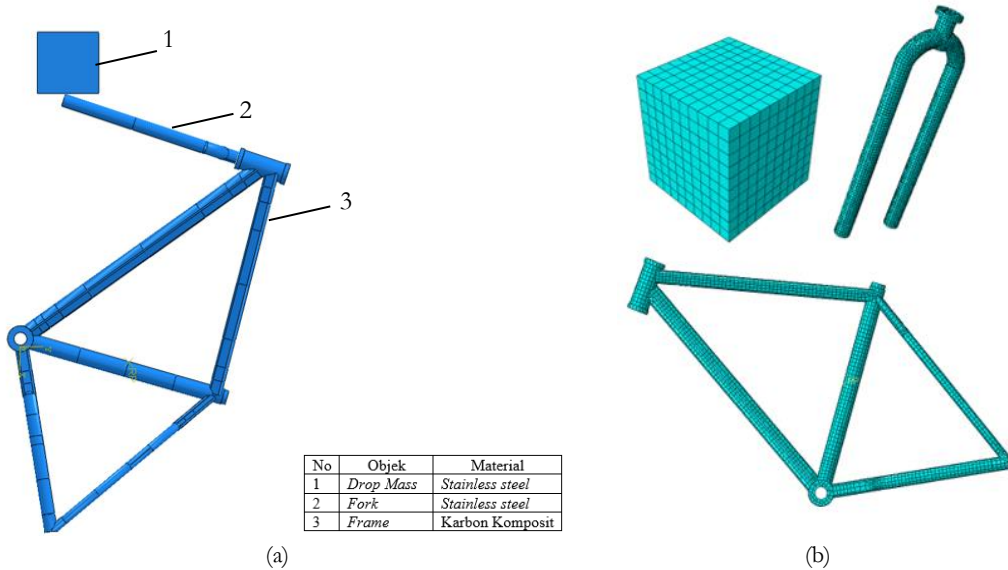 1
2
3
No Objek Material
1 Drop Mass Stainless steel
2 Fork Stainless steel
3 Frame Karbon Komposit
(a)
(b)